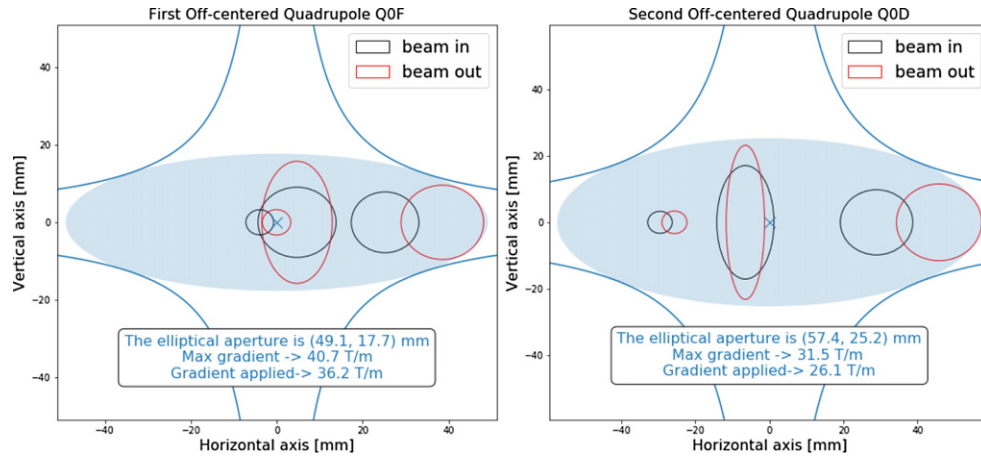 First Off-centered Quadrupole Q0F
beam in
beam out
Vertical axis [mm]
40
20
0
−20
−40
The elliptical aperture is (49.1, 17.7) mm
Max gradient -> 40.7 T/m
Gradient applied-> 36.2 T/m
−40
−20
0
20
40
Horizontal axis [mm]
Second Off-centered Quadrupole Q0D
beam in
beam out
Vertical axis [mm]
40
20
0
−20
−40
The elliptical aperture is (57.4, 25.2) mm
Max gradient -> 31.5 T/m
Gradient applied-> 26.1 T/m
−60
−40
−20
0
20
40
Horizontal axis [mm]